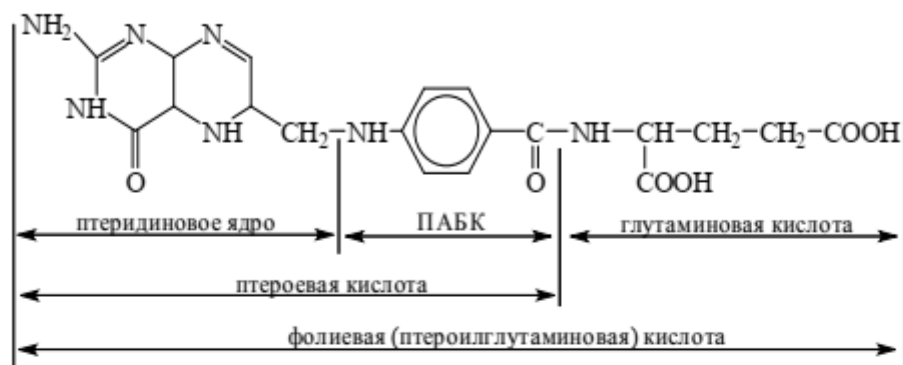 NH2 N N
NH NH CH2 NH C NH CH CH2 CH2 COOH
O O COOH
птеридиновое ядро ПАБК глутаминовая кислота
птероевая кислота
фолиевая (птероилглутаминовая) кислота